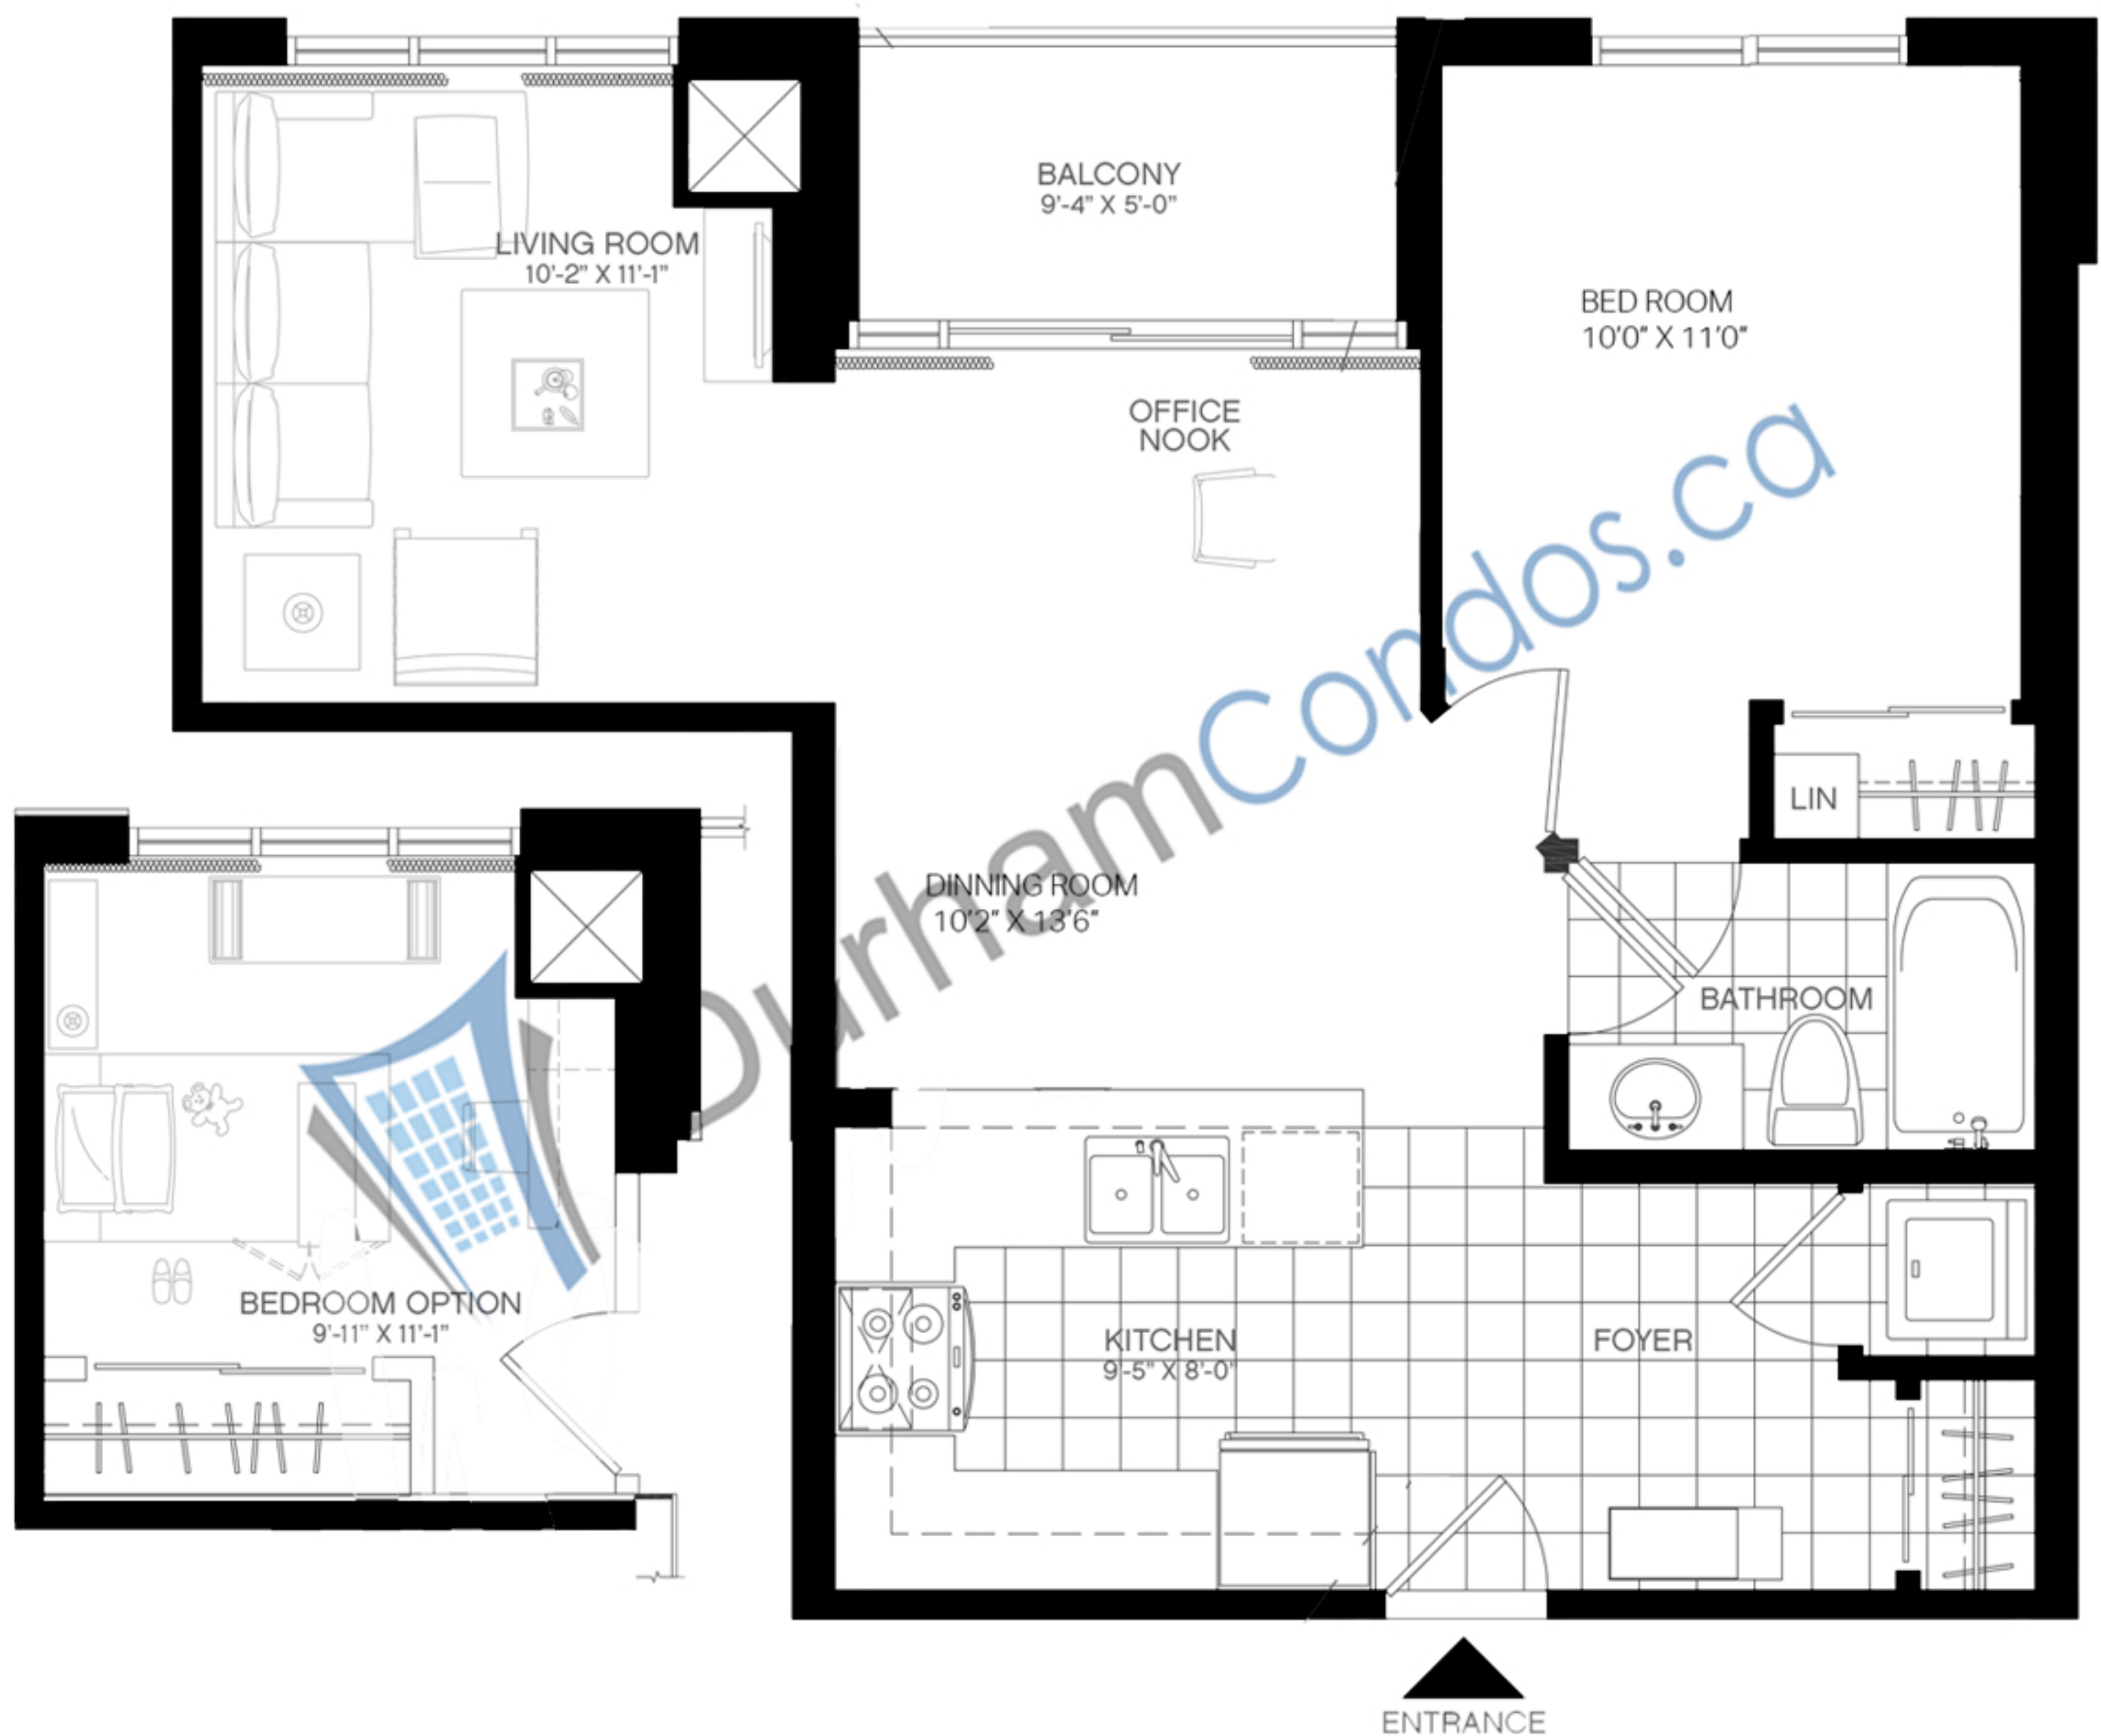 BALCONY
9'-4" X 5'-0"
LIVING ROOM
10'-2" X 11'-1"
BED ROOM
10'0" X 11'0"
OFFICE
NOOK
DurhamCondos.ca
LIN
DINNING ROOM
10'2" X 13'6"
BATHROOM
BEDROOM OPTION
9'-11" X 11'-1"
KITCHEN
9'-5" X 8'-0"
FOYER
ENTRANCE